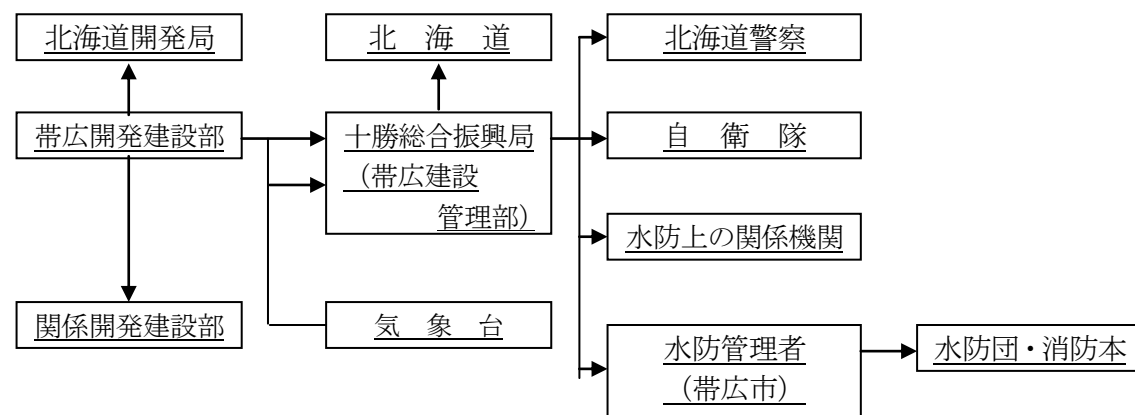 北海道開発局
北　海　道
北海道警察
帯広開発建設部
十勝総合振興局
（帯広建設
管理部）
自　衛　隊
水防上の関係機関
関係開発建設部
気　象　台
水防管理者
（帯広市）
水防団・消防本